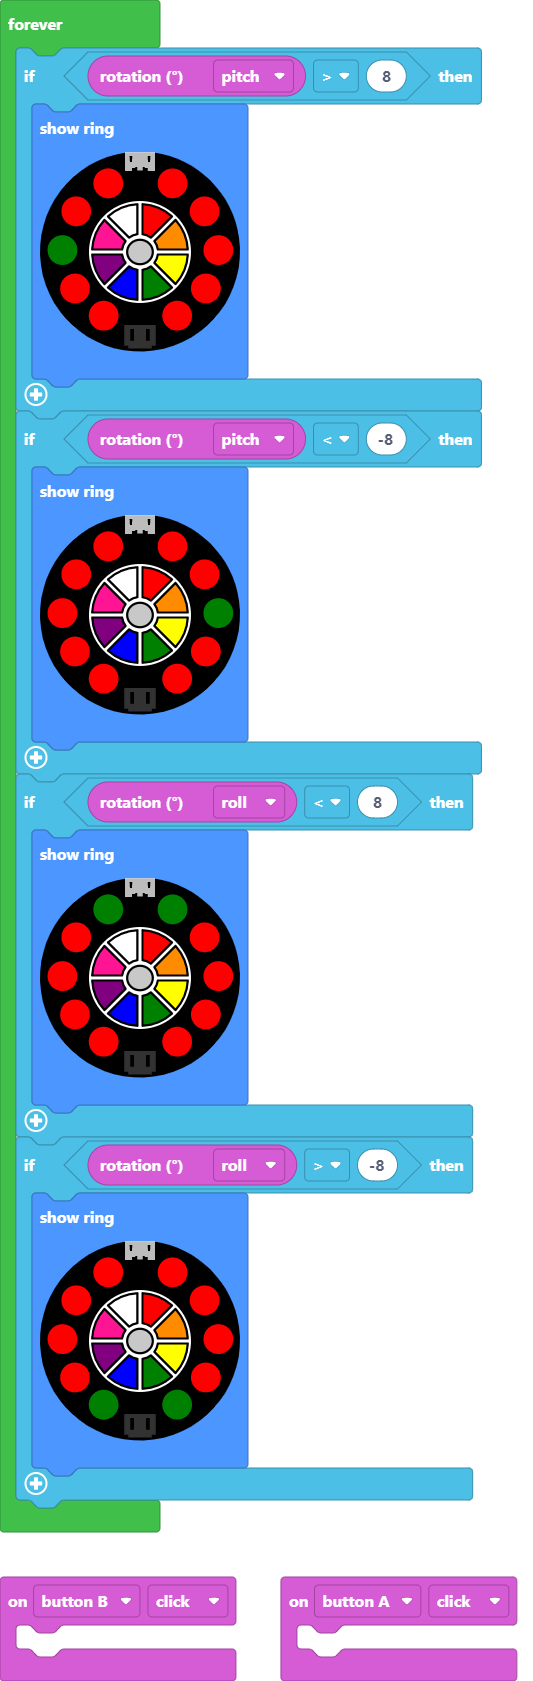 forever
if rotation (°) pitch > 8 then
show ring
if rotation (°) pitch < -8 then
show ring
if rotation (°) roll < 8 then
show ring
if rotation (°) roll > -8 then
show ring
on button B click on button A click